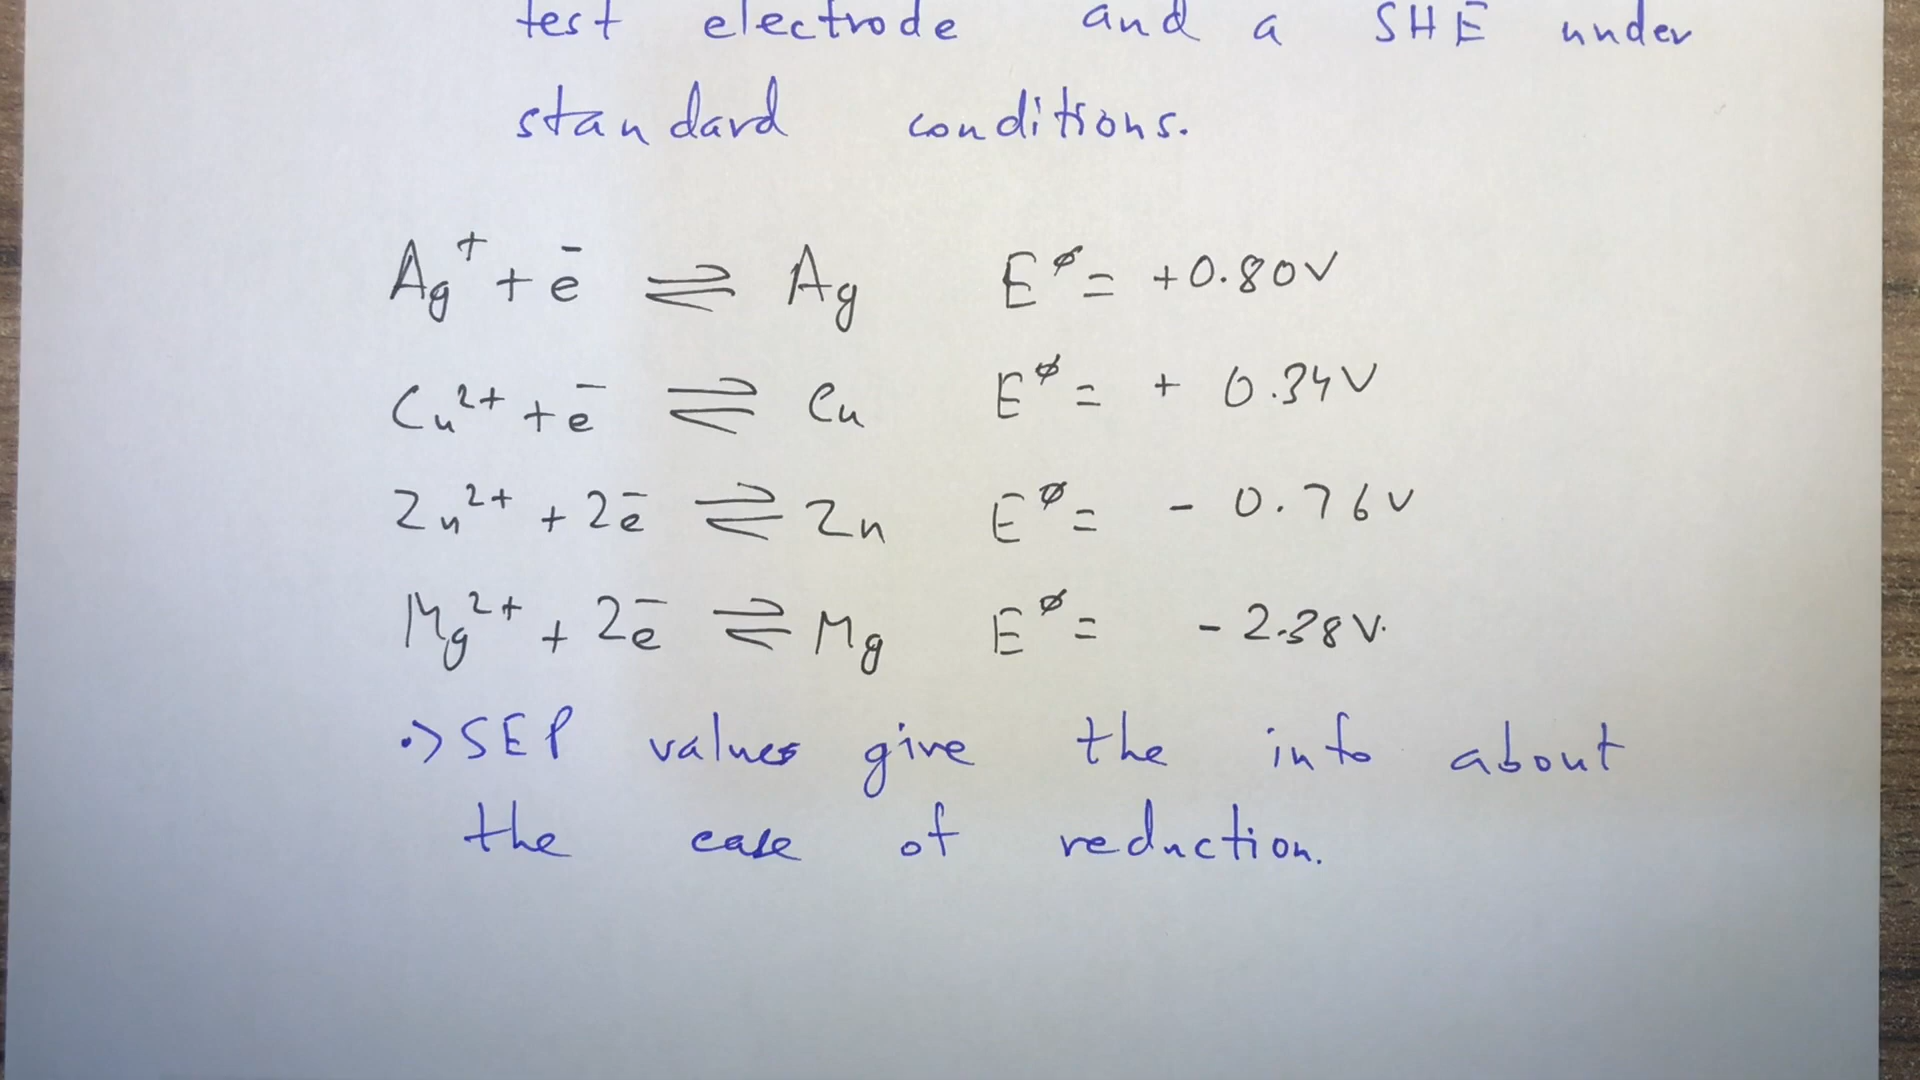 test electrode and a SHE under
standard conditions.
Ag⁺ + e⁻ ⇌ Ag E⦵ = +0.80V
Cu²⁺ + e⁻ ⇌ Cu E⦵ = + 0.34V
Zn²⁺ + 2e⁻ ⇌ Zn E⦵ = - 0.76V
Mg²⁺ + 2e⁻ ⇌ Mg E⦵ = - 2.38V.
·> SEP values give the info about
the case of reduction.